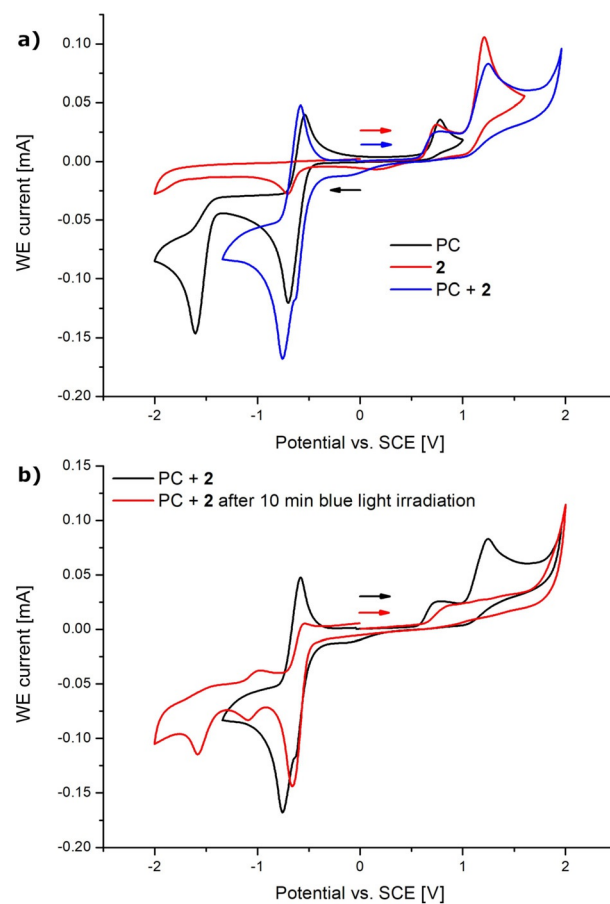 a)
0.10
0.05
0.00
-0.05
-0.10
-0.15
-0.20
WE current [mA]
PC
2
PC + 2
-2
-1
0
1
2
Potential vs. SCE [V]
b)
0.15
0.10
0.05
0.00
-0.05
-0.10
-0.15
-0.20
WE current [mA]
PC + 2
PC + 2 after 10 min blue light irradiation
-2
-1
0
1
2
Potential vs. SCE [V]